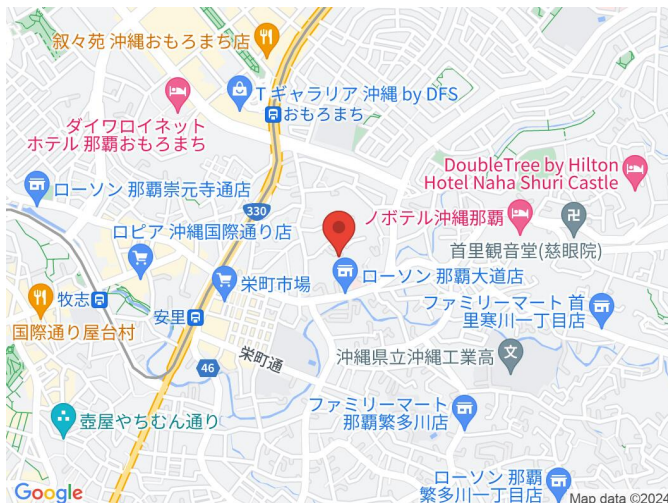 叙々苑 沖縄おもろまち店
T ギャラリア 沖縄 by DFS
おもろまち
ダイワロイネット
ホテル 那覇おもろまち
DoubleTree by Hilton
Hotel Naha Shuri Castle
ローソン 那覇崇元寺通店
330
ノボテル沖縄那覇
ロピア 沖縄国際通り店
首里観音堂(慈眼院)
栄町市場
ローソン 那覇大道店
牧志
安里
ファミリーマート 首
里寒川一丁目店
国際通り屋台村
栄町通
46
沖縄県立沖縄工業高
文
壺屋やちむん通り
ファミリーマート
那覇繁多川店
ローソン 那覇
繁多川一丁目店
Google
Map data ©2024